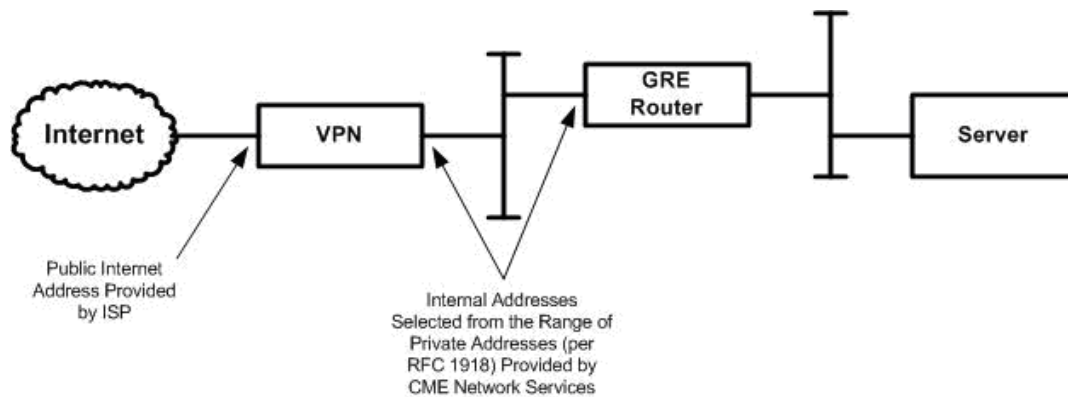 Internet
VPN
GRE
Router
Server
Public Internet
Address Provided
by ISP
Internal Addresses
Selected from the Range of
Private Addresses (per
RFC 1918) Provided by
CME Network Services